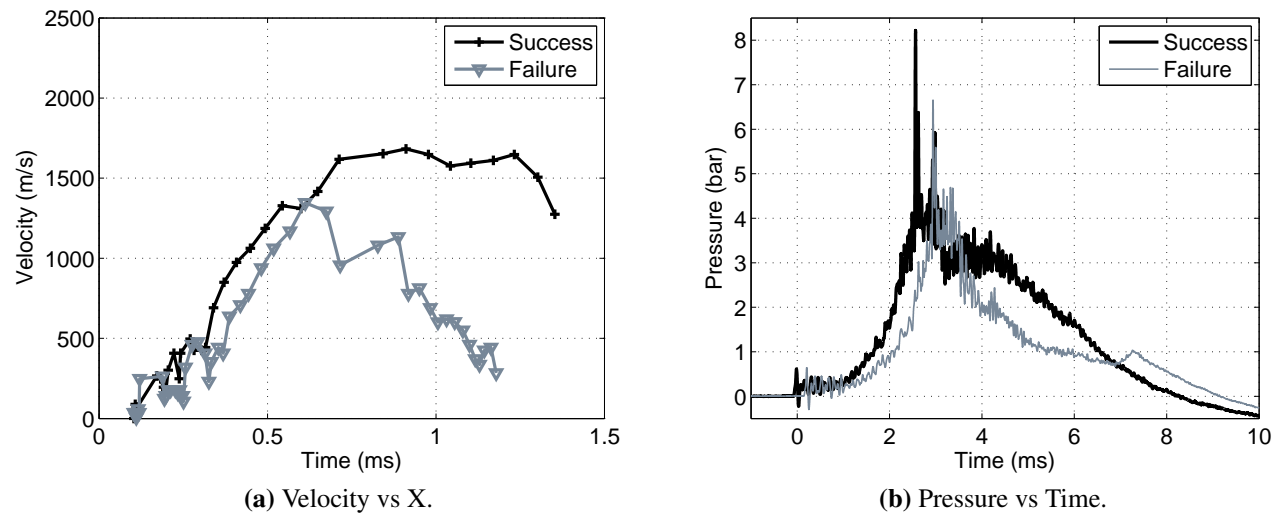 2500
2000
1500
1000
500
0
Velocity (m/s)
Success
Failure
0
0.5
1
1.5
Time (ms)
(a) Velocity vs X.
8
7
6
5
4
3
2
1
0
Pressure (bar)
Success
Failure
0
2
4
6
8
10
Time (ms)
(b) Pressure vs Time.